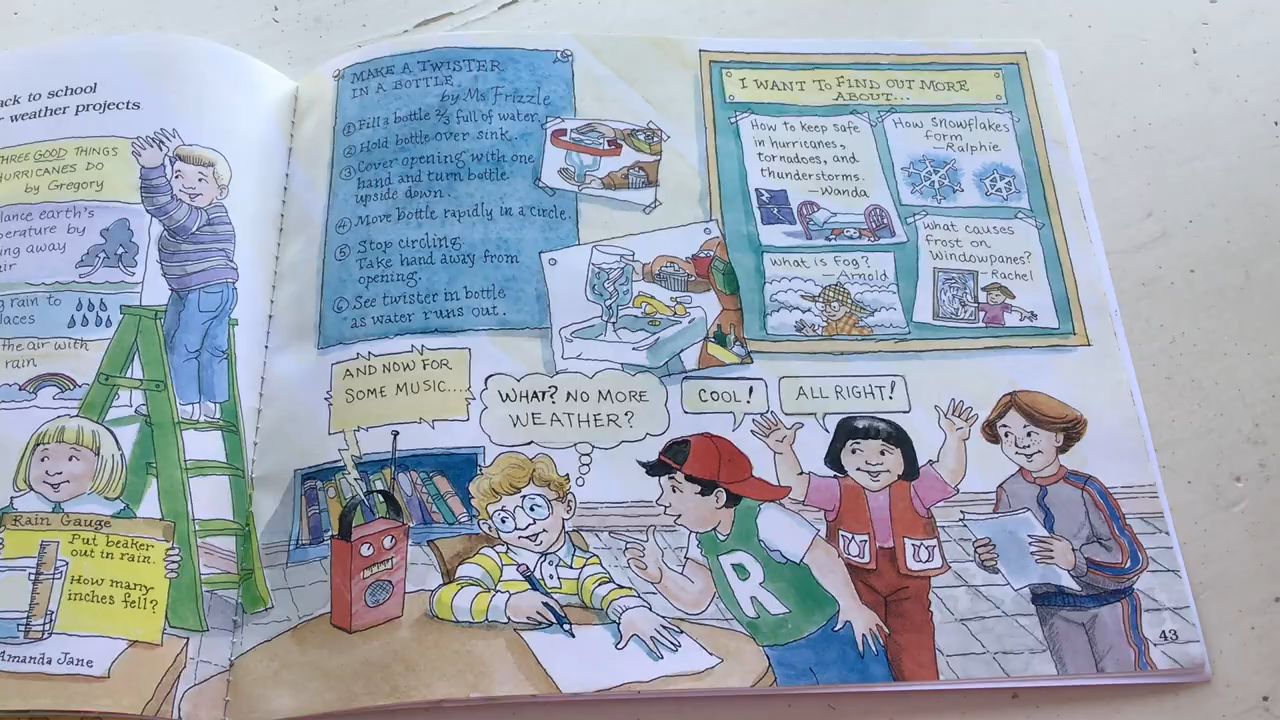 ack to school
weather projects.
THREE GOOD THINGS
HURRICANES DO
by Gregory
lance earth's
perature by
ing away
air
g rain to
laces
the air with
rain
Rain Gauge
Put beaker
out in rain.
How many
inches fell?
Amanda Jane
MAKE A TWISTER
IN A BOTTLE
by Ms Frizzle
① Fill a bottle ⅔ full of water.
② Hold bottle over sink.
③ Cover opening with one
hand and turn bottle
upside down.
④ Move bottle rapidly in a circle.
⑤ Stop circling.
Take hand away from
opening.
⑥ See twister in bottle
as water runs out.
I WANT TO FIND OUT MORE
ABOUT...
How to keep safe
in hurricanes,
tornadoes, and
thunderstorms.
—Wanda
How snowflakes
form
—Ralphie
What is Fog?
—Arnold
What causes
frost on
windowpanes?
—Rachel
AND NOW FOR
SOME MUSIC....
WHAT? NO MORE
WEATHER?
COOL!
ALL RIGHT!
R
43